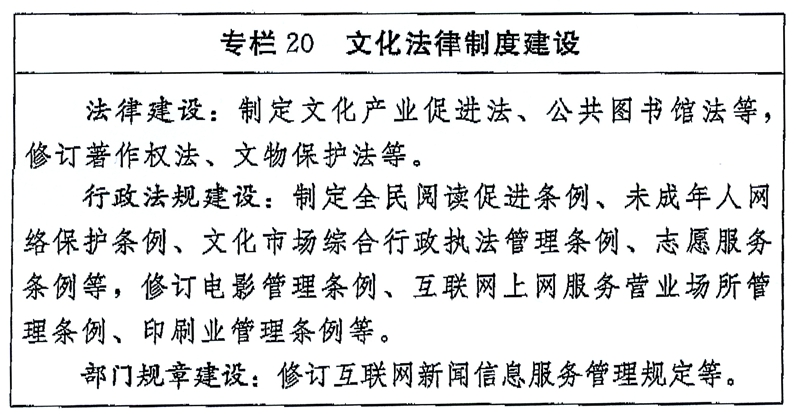 专栏 20 文化法律制度建设
法律建设：制定文化产业促进法、公共图书馆法等，
修订著作权法、文物保护法等。
行政法规建设：制定全民阅读促进条例、未成年人网
络保护条例、文化市场综合行政执法管理条例、志愿服务
条例等，修订电影管理条例、互联网上网服务营业场所管
理条例、印刷业管理条例等。
部门规章建设：修订互联网新闻信息服务管理规定等。